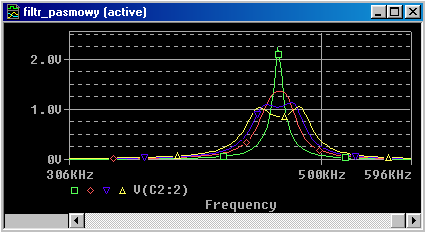 filtr_pasmowy (active)
2.0V
1.0V
0V
306KHz 500KHz 596KHz
V(C2:2)
Frequency